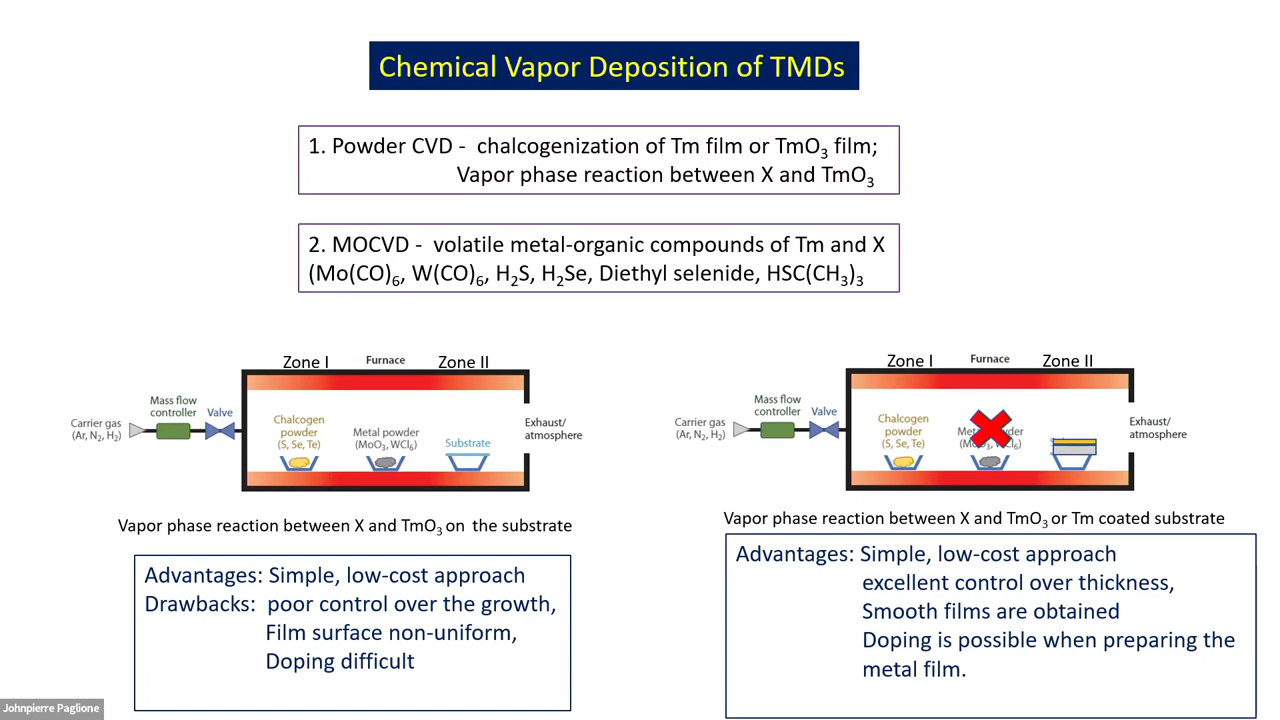 Chemical Vapor Deposition of TMDs
1. Powder CVD - chalcogenization of Tm film or TmO₃ film;
Vapor phase reaction between X and TmO₃
2. MOCVD - volatile metal-organic compounds of Tm and X
(Mo(CO)₆, W(CO)₆, H₂S, H₂Se, Diethyl selenide, HSC(CH₃)₃
Zone I
Furnace
Zone II
Mass flow
controller
Valve
Carrier gas
(Ar, N₂, H₂)
Chalcogen
powder
(S, Se, Te)
Metal powder
(MoO₃, WCl₆)
Substrate
Exhaust/
atmosphere
Vapor phase reaction between X and TmO₃ on the substrate
Advantages: Simple, low-cost approach
Drawbacks: poor control over the growth,
Film surface non-uniform,
Doping difficult
Zone I
Furnace
Zone II
Mass flow
controller
Valve
Carrier gas
(Ar, N₂, H₂)
Chalcogen
powder
(S, Se, Te)
Exhaust/
atmosphere
Vapor phase reaction between X and TmO₃ or Tm coated substrate
Advantages: Simple, low-cost approach
excellent control over thickness,
Smooth films are obtained
Doping is possible when preparing the
metal film.
Johnpierre Paglione